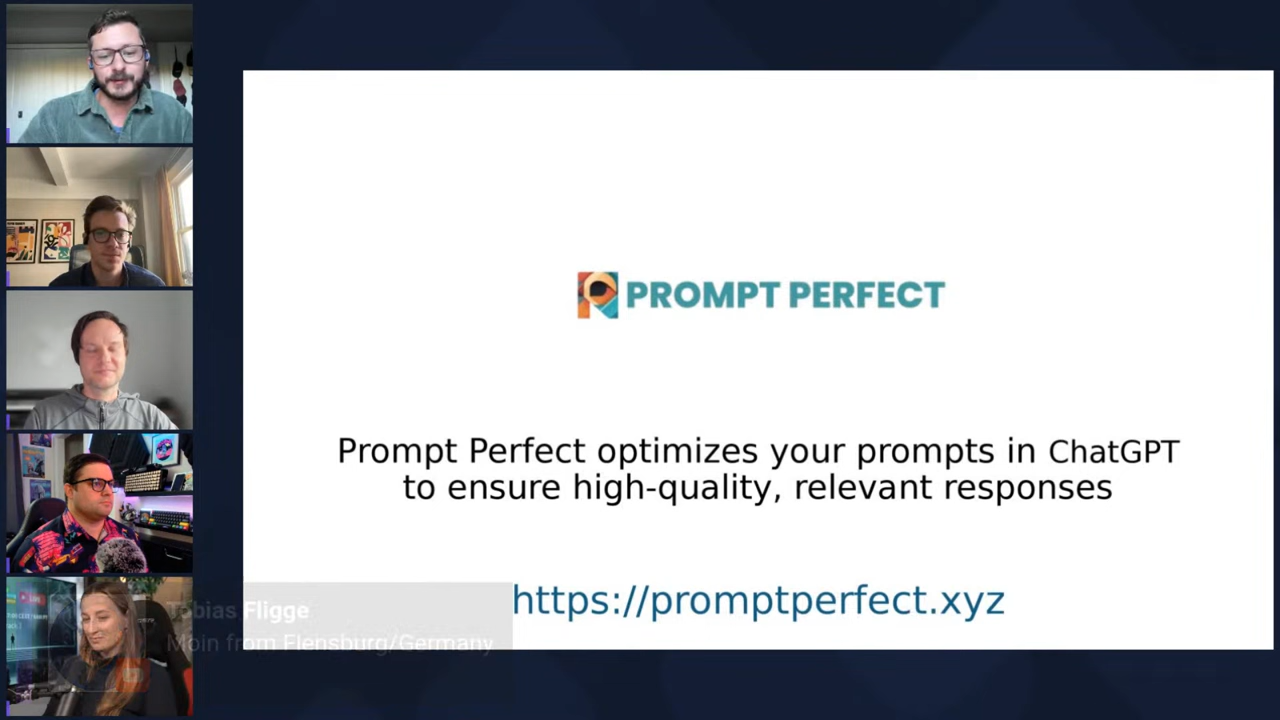 PROMPT PERFECT
Prompt Perfect optimizes your prompts in ChatGPT
to ensure high-quality, relevant responses
https://promptperfect.xyz
Tobias Fligge
Moin from Flensburg/Germany